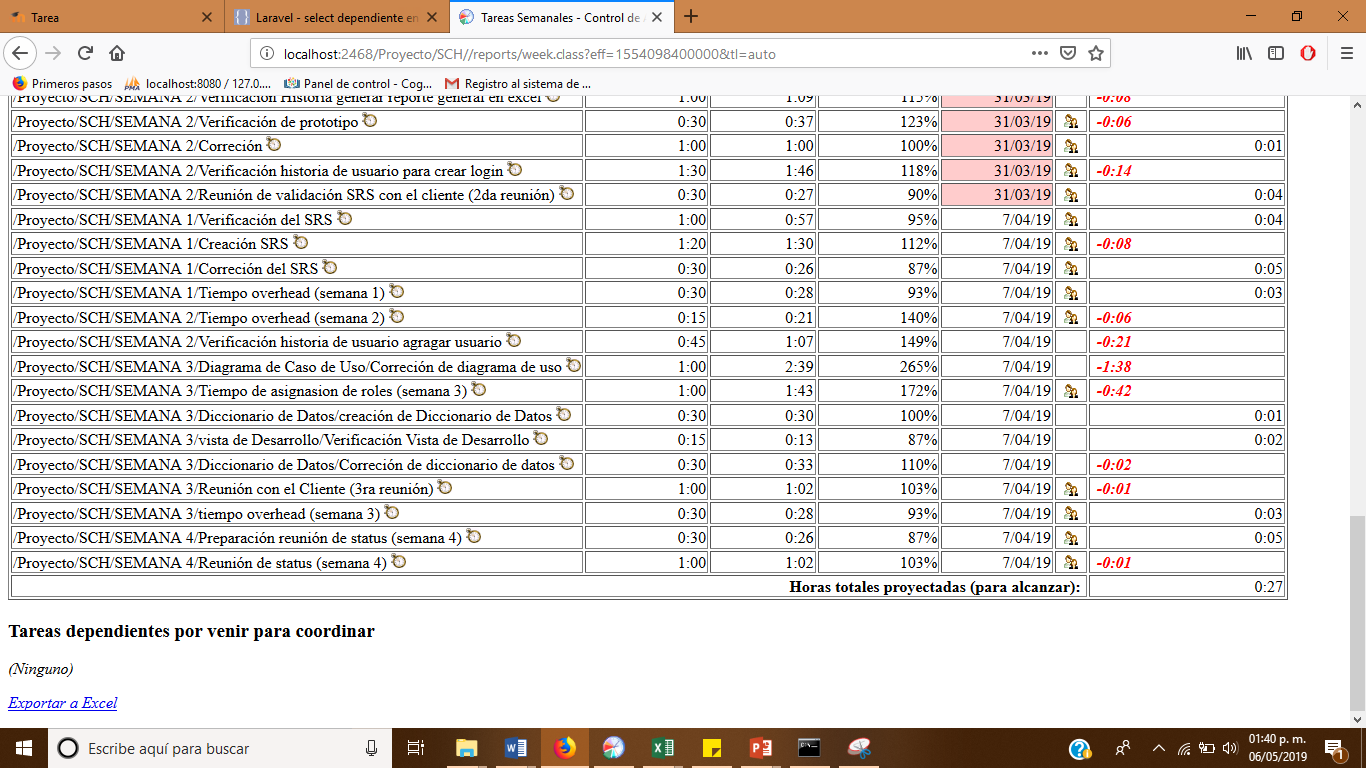 Tarea
Laravel - select dependiente en
Tareas Semanales - Control de
localhost:2468/Proyecto/SCH//reports/week.class?eff=1554098400000&tl=auto
Primeros pasos localhost:8080 / 127.0.... Panel de control - Cog... Registro al sistema de ...
/Proyecto/SCH/SEMANA 2/Verificación Historia general reporte general en excel 1:00 1:09 115% 31/03/19 -0:08
/Proyecto/SCH/SEMANA 2/Verificación de prototipo 0:30 0:37 123% 31/03/19 -0:06
/Proyecto/SCH/SEMANA 2/Correción 1:00 1:00 100% 31/03/19 0:01
/Proyecto/SCH/SEMANA 2/Verificación historia de usuario para crear login 1:30 1:46 118% 31/03/19 -0:14
/Proyecto/SCH/SEMANA 2/Reunión de validación SRS con el cliente (2da reunión) 0:30 0:27 90% 31/03/19 0:04
/Proyecto/SCH/SEMANA 1/Verificación del SRS 1:00 0:57 95% 7/04/19 0:04
/Proyecto/SCH/SEMANA 1/Creación SRS 1:20 1:30 112% 7/04/19 -0:08
/Proyecto/SCH/SEMANA 1/Correción del SRS 0:30 0:26 87% 7/04/19 0:05
/Proyecto/SCH/SEMANA 1/Tiempo overhead (semana 1) 0:30 0:28 93% 7/04/19 0:03
/Proyecto/SCH/SEMANA 2/Tiempo overhead (semana 2) 0:15 0:21 140% 7/04/19 -0:06
/Proyecto/SCH/SEMANA 2/Verificación historia de usuario agragar usuario 0:45 1:07 149% 7/04/19 -0:21
/Proyecto/SCH/SEMANA 3/Diagrama de Caso de Uso/Correción de diagrama de uso 1:00 2:39 265% 7/04/19 -1:38
/Proyecto/SCH/SEMANA 3/Tiempo de asignasion de roles (semana 3) 1:00 1:43 172% 7/04/19 -0:42
/Proyecto/SCH/SEMANA 3/Diccionario de Datos/creación de Diccionario de Datos 0:30 0:30 100% 7/04/19 0:01
/Proyecto/SCH/SEMANA 3/vista de Desarrollo/Verificación Vista de Desarrollo 0:15 0:13 87% 7/04/19 0:02
/Proyecto/SCH/SEMANA 3/Diccionario de Datos/Correción de diccionario de datos 0:30 0:33 110% 7/04/19 -0:02
/Proyecto/SCH/SEMANA 3/Reunión con el Cliente (3ra reunión) 1:00 1:02 103% 7/04/19 -0:01
/Proyecto/SCH/SEMANA 3/tiempo overhead (semana 3) 0:30 0:28 93% 7/04/19 0:03
/Proyecto/SCH/SEMANA 4/Preparación reunión de status (semana 4) 0:30 0:26 87% 7/04/19 0:05
/Proyecto/SCH/SEMANA 4/Reunión de status (semana 4) 1:00 1:02 103% 7/04/19 -0:01
Horas totales proyectadas (para alcanzar): 0:27
Tareas dependientes por venir para coordinar
(Ninguno)
Exportar a Excel
Escribe aquí para buscar
01:40 p. m.
06/05/2019
1